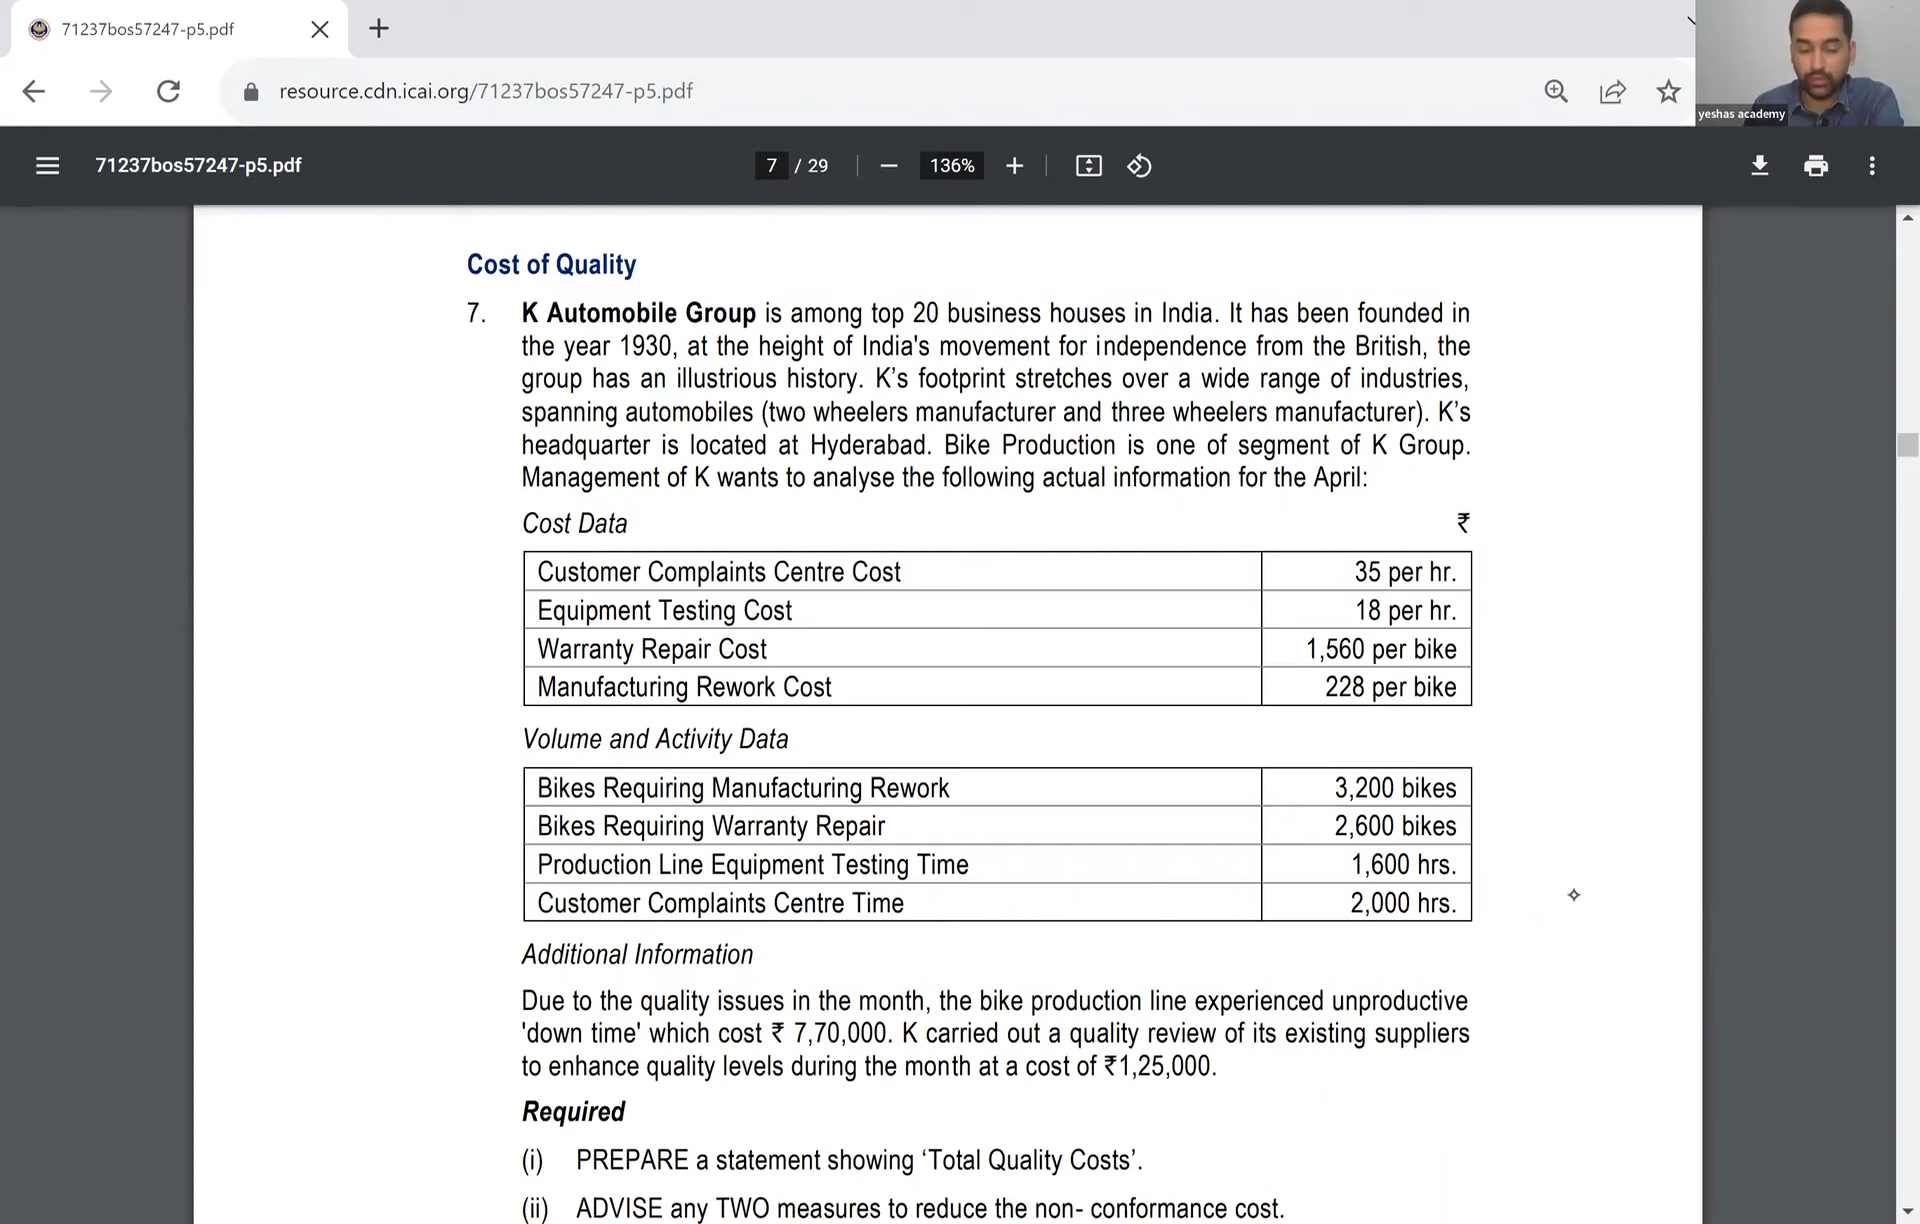 71237bos57247-p5.pdf
resource.cdn.icai.org/71237bos57247-p5.pdf
yeshas academy
71237bos57247-p5.pdf
7 / 29
136%
Cost of Quality
7. K Automobile Group is among top 20 business houses in India. It has been founded in
the year 1930, at the height of India's movement for independence from the British, the
group has an illustrious history. K’s footprint stretches over a wide range of industries,
spanning automobiles (two wheelers manufacturer and three wheelers manufacturer). K’s
headquarter is located at Hyderabad. Bike Production is one of segment of K Group.
Management of K wants to analyse the following actual information for the April:
Cost Data ₹
Customer Complaints Centre Cost 35 per hr.
Equipment Testing Cost 18 per hr.
Warranty Repair Cost 1,560 per bike
Manufacturing Rework Cost 228 per bike
Volume and Activity Data
Bikes Requiring Manufacturing Rework 3,200 bikes
Bikes Requiring Warranty Repair 2,600 bikes
Production Line Equipment Testing Time 1,600 hrs.
Customer Complaints Centre Time 2,000 hrs.
Additional Information
Due to the quality issues in the month, the bike production line experienced unproductive
'down time' which cost ₹ 7,70,000. K carried out a quality review of its existing suppliers
to enhance quality levels during the month at a cost of ₹1,25,000.
Required
(i) PREPARE a statement showing ‘Total Quality Costs’.
(ii) ADVISE any TWO measures to reduce the non- conformance cost.